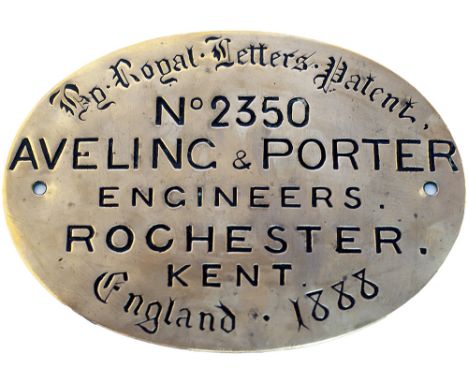 By·Royal·Letters·Patent,
No 2350
AVELING & PORTER
ENGINEERS.
ROCHESTER.
KENT.
England·1888